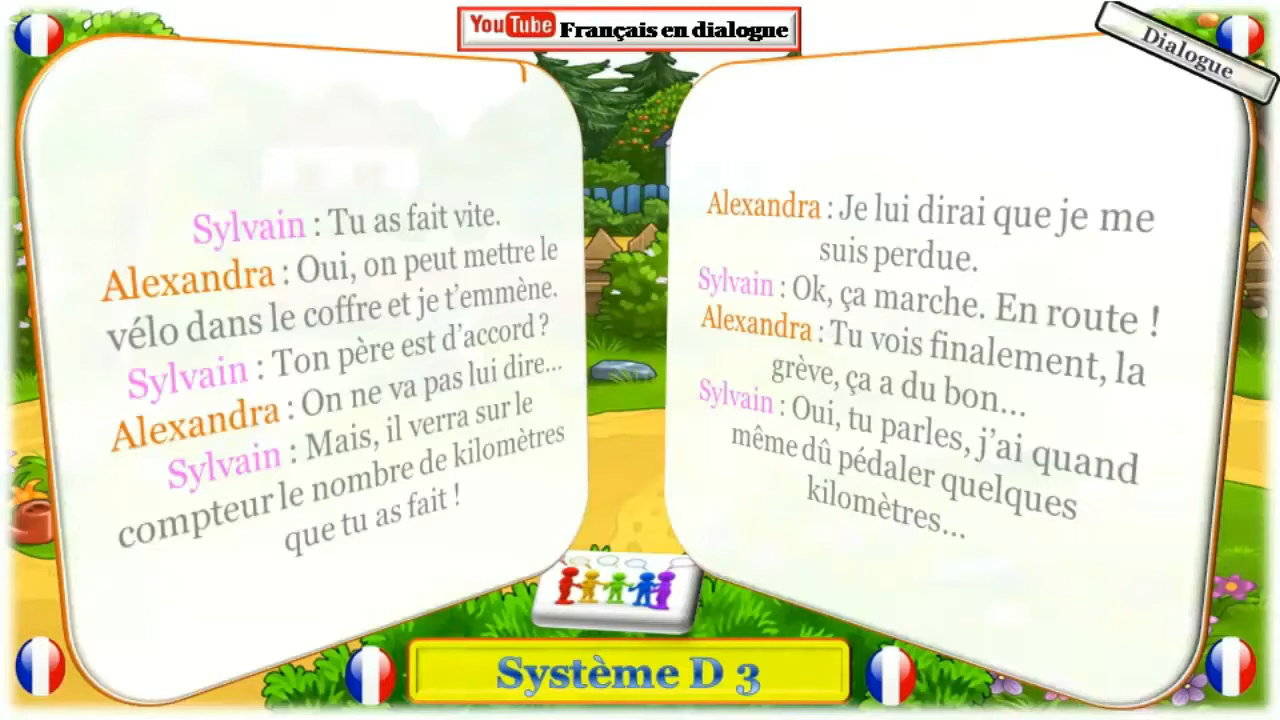 YouTube Français en dialogue
Dialogue
Sylvain : Tu as fait vite.
Alexandra : Oui, on peut mettre le
vélo dans le coffre et je t’emmène.
Sylvain : Ton père est d’accord ?
Alexandra : On ne va pas lui dire...
Sylvain : Mais, il verra sur le
compteur le nombre de kilomètres
que tu as fait !
Alexandra : Je lui dirai que je me
suis perdue.
Sylvain : Ok, ça marche. En route !
Alexandra : Tu vois finalement, la
grève, ça a du bon...
Sylvain : Oui, tu parles, j’ai quand
même dû pédaler quelques
kilomètres...
Système D 3